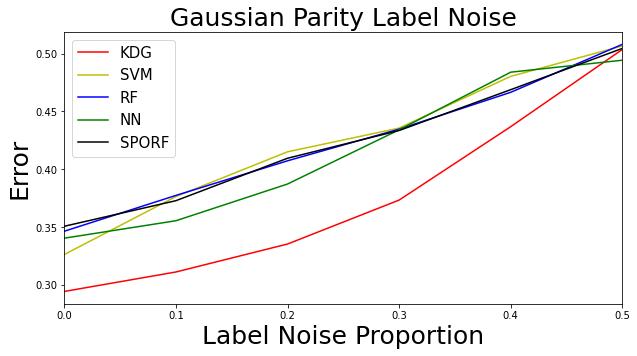 Gaussian Parity Label Noise
KDG
SVM
RF
NN
SPORF
Error
0.50
0.45
0.40
0.35
0.30
0.0 0.1 0.2 0.3 0.4 0.5
Label Noise Proportion